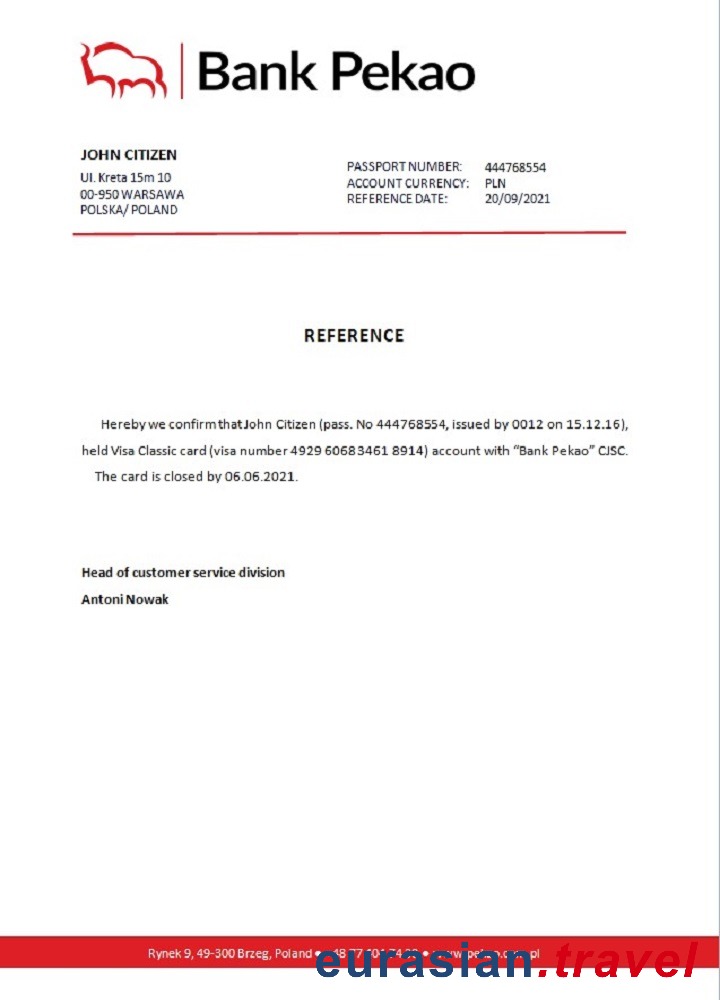 Bank Pekao
JOHN CITIZEN
Ul. Kreta 15m 10
00-950 WARSAWA
POLSKA/ POLAND
PASSPORT NUMBER: 444768554
ACCOUNT CURRENCY: PLN
REFERENCE DATE: 20/09/2021
REFERENCE
Hereby we confirm that John Citizen (pass. No 444768554, issued by 0012 on 15.12.16),
held Visa Classic card (visa number 4929 60683461 8914) account with “Bank Pekao” CJSC.
The card is closed by 06.06.2021.
Head of customer service division
Antoni Nowak
Rynek 9, 49-300 Brzeg, Poland ●
eurasian.travel